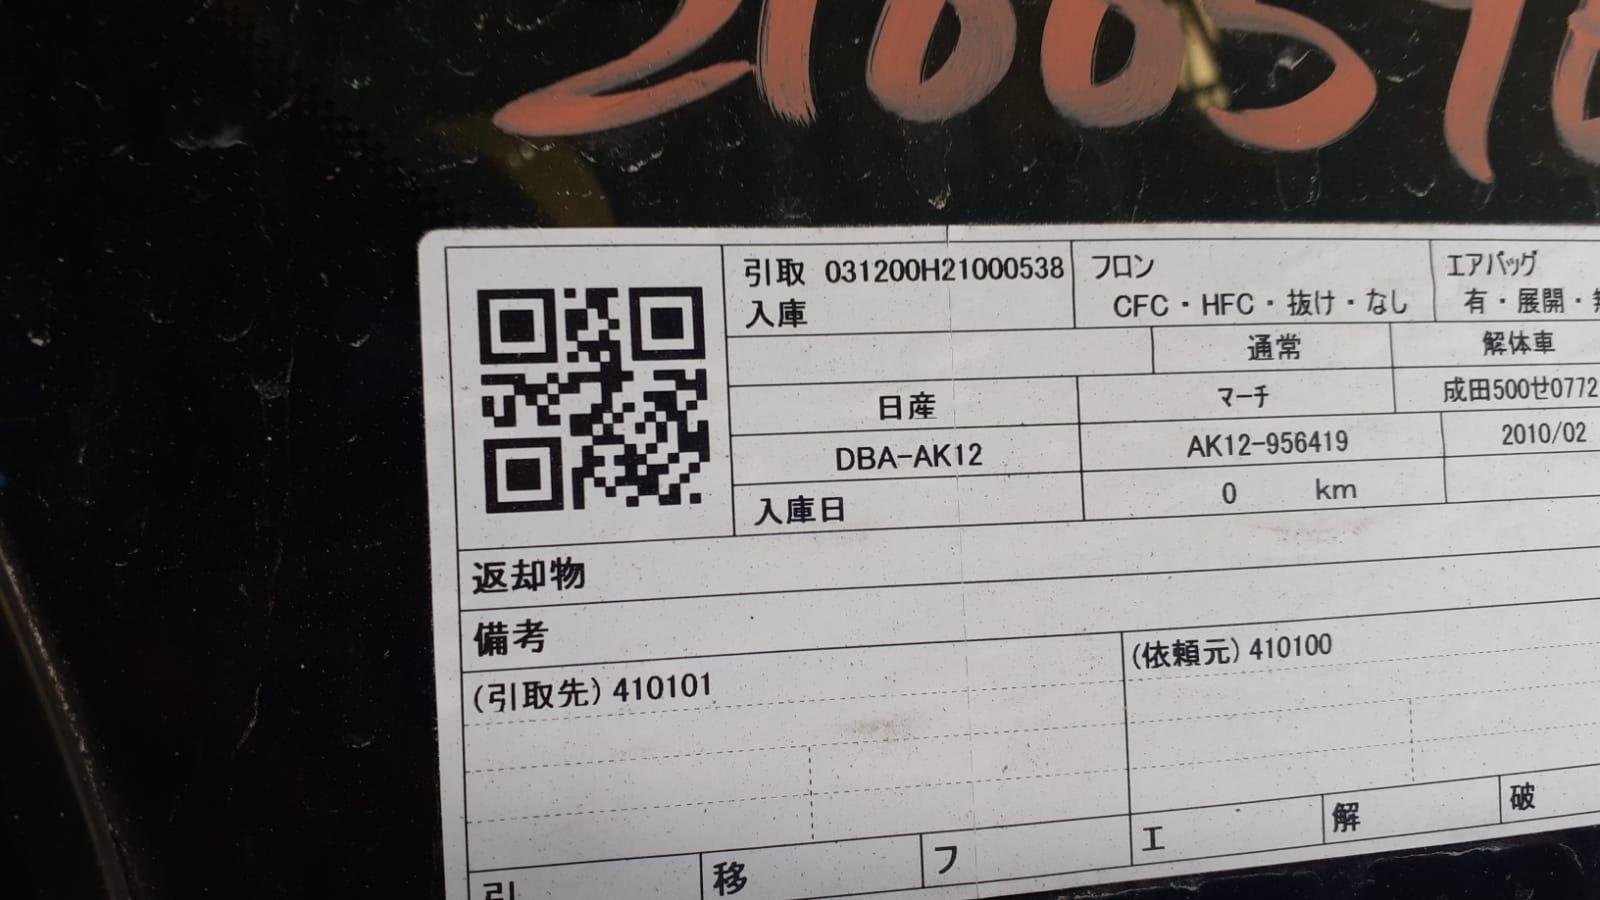 引取 031200H21000538
入庫
フロン
CFC・HFC・抜け・なし
エアバッグ
有・展開・
通常
解体車
日産
マーチ
成田500せ0772
DBA-AK12
AK12-956419
2010/02
入庫日
0 km
返却物
備考
(引取先) 410101
(依頼元) 410100
引
移
フ
エ
解
破